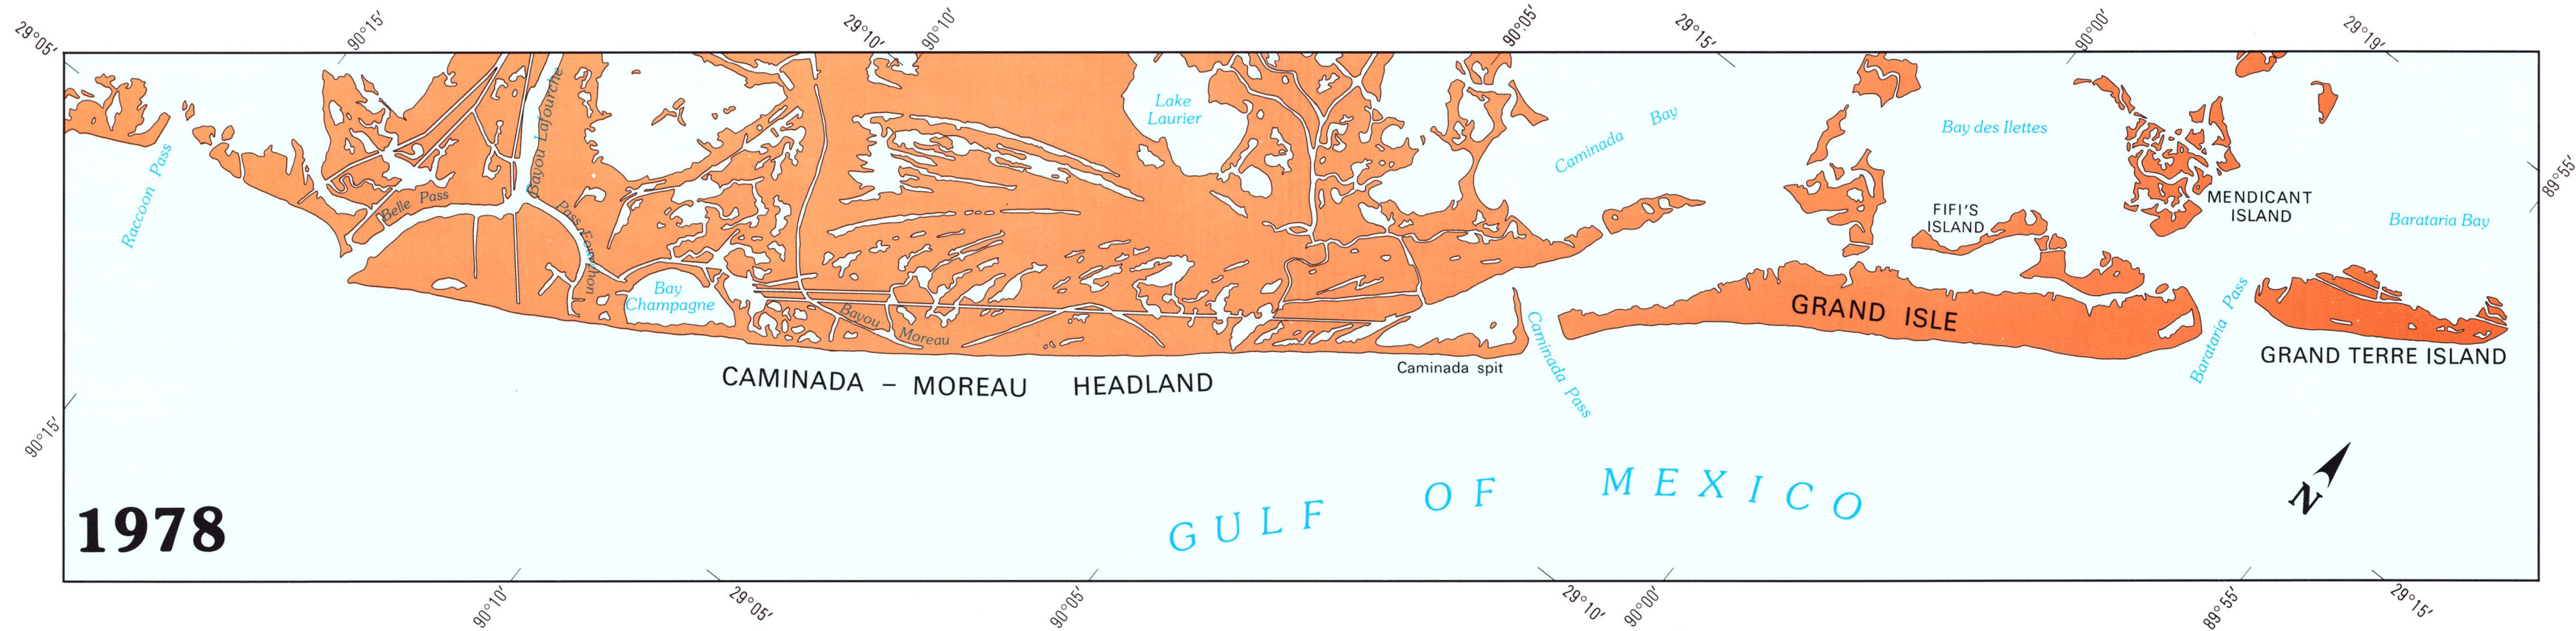 29°05′
90°15′
29°10′
90°10′
90°05′
29°15′
90°00′
29°19′
89°55′
Raccoon Pass
Belle Pass
Bayou Lafourche
Pass Fourchon
Bay
Champagne
Bayou Moreau
Lake
Laurier
Caminada Bay
Bay des Ilettes
FIFI'S
ISLAND
MENDICANT
ISLAND
Barataria Bay
GRAND ISLE
Barataria Pass
GRAND TERRE ISLAND
Caminada spit
Caminada Pass
CAMINADA – MOREAU HEADLAND
GULF OF MEXICO
N
90°15′
1978
90°10′
29°05′
90°05′
29°10′
90°00′
89°55′
29°15′